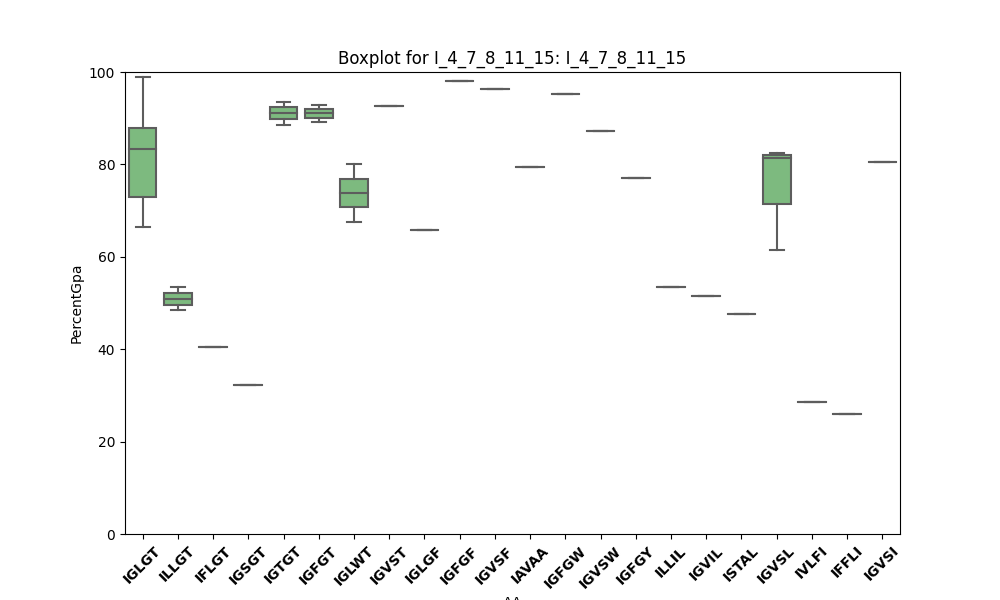 Boxplot for I_4_7_8_11_15: I_4_7_8_11_15
PercentGpa
100
80
60
40
20
0
IGLGT
ILLGT
IFLGT
IGSGT
IGTGT
IGFGT
IGLWT
IGVST
IGLGF
IGFGF
IGVSF
IAVAA
IGFGW
IGVSW
IGFGY
ILLIL
IGVIL
ISTAL
IGVSL
IVLFI
IFFLI
IGVSI